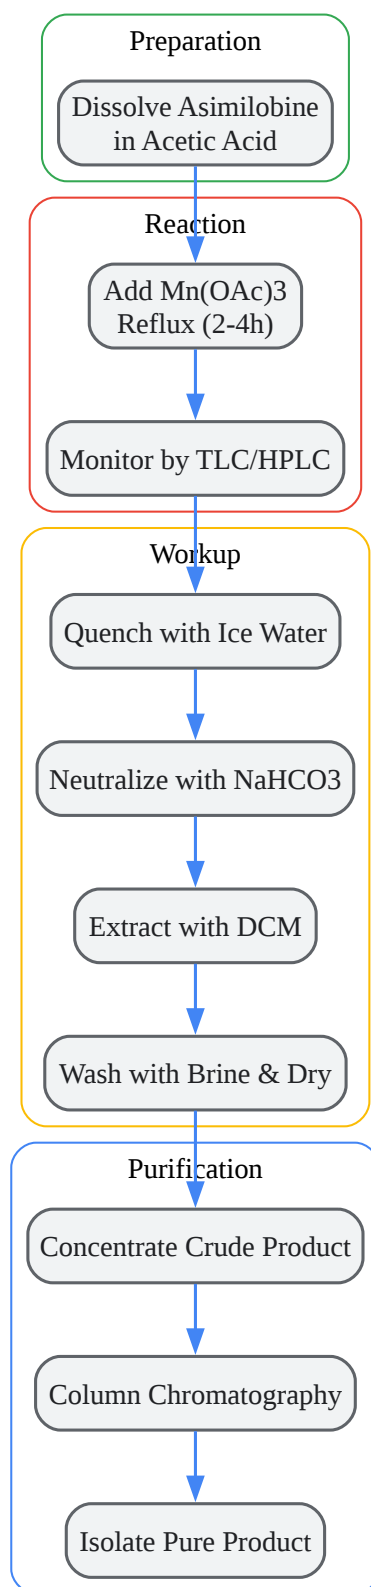 Preparation
Dissolve Asimilobine
in Acetic Acid
Reaction
Add Mn(OAc)3
Reflux (2-4h)
Monitor by TLC/HPLC
Workup
Quench with Ice Water
Neutralize with NaHCO3
Extract with DCM
Wash with Brine & Dry
Purification
Concentrate Crude Product
Column Chromatography
Isolate Pure Product